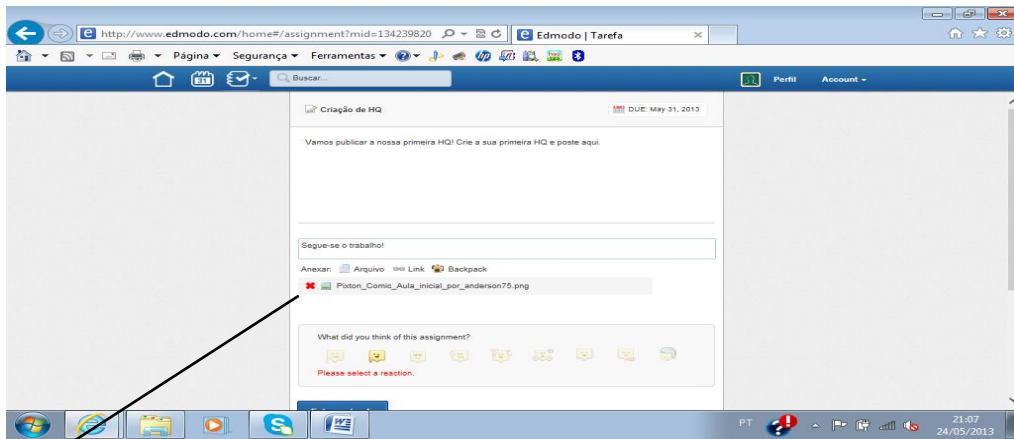 http://www.edmodo.com/home#/assignment?mid=134239820
Edmodo | Tarefa
Página Segurança Ferramentas
Buscar...
Perfil Account
Criação de HQ
DUE: May 31, 2013
Vamos publicar a nossa primeira HQ! Crie a sua primeira HQ e poste aqui.
Segue-se o trabalho!
Anexar: Arquivo Link Backpack
Pixton_Comic_Aula_inicial_por_anderson75.png
What did you think of this assignment?
Please select a reaction.
PT
21:07
24/05/2013